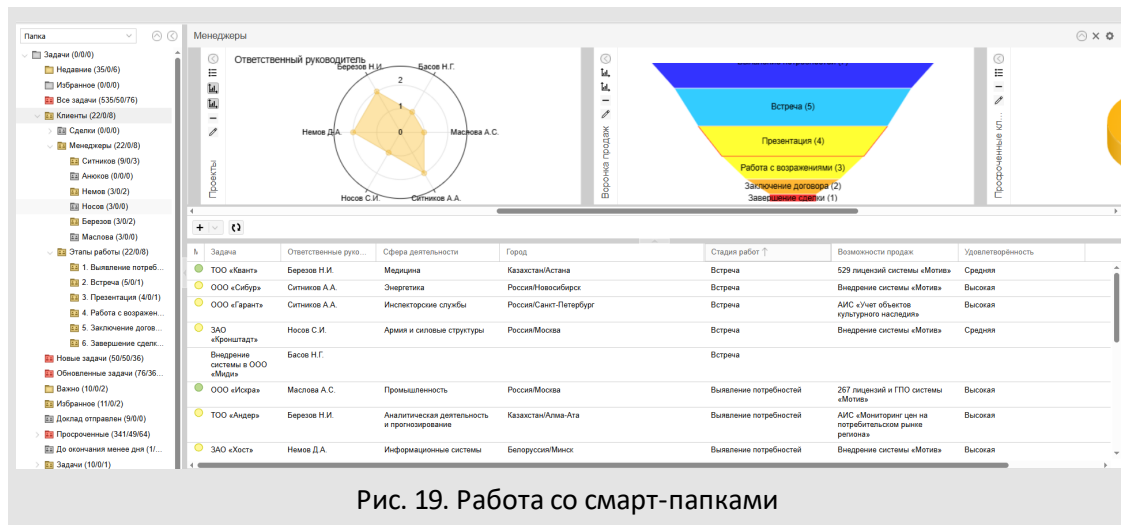 Папка
Менеджеры
Задачи (0/0/0)
Недавние (35/0/6)
Избранное (0/0/0)
Все задачи (535/50/76)
Клиенты (22/0/8)
Сделки (0/0/0)
Менеджеры (22/0/8)
Ситников (9/0/3)
Анюков (0/0/0)
Немов (3/0/2)
Носов (3/0/0)
Березов (3/0/2)
Маслова (3/0/0)
Этапы работы (22/0/8)
1. Выявление потреб...
2. Встреча (5/0/1)
3. Презентация (4/0/1)
4. Работа с возражен...
5. Заключение догов...
6. Завершение сделк...
Новые задачи (50/50/36)
Обновленные задачи (76/36...
Важно (10/0/2)
Избранное (11/0/2)
Доклад отправлен (9/0/0)
Просроченные (341/49/64)
До окончания менее дня (1/...
Задачи (10/0/1)
Проекты
Ответственный руководитель
Березов Н.И.
Басов Н.Г.
2
1
0
Немов Д.А.
Маслова А.С.
Носов С.И.
Ситников А.А.
Воронка продаж
Встреча (5)
Презентация (4)
Работа с возражениями (3)
Заключение договора (2)
Завершение сделки (1)
Просроченные кл...
Задача Ответственные руко... Сфера деятельности Город Стадия работ ↑ Возможности продаж Удовлетворённость
ТОО «Квант» Березов Н.И. Медицина Казахстан/Астана Встреча 529 лицензий системы «Мотив» Средняя
ООО «Сибур» Ситников А.А. Энергетика Россия/Новосибирск Встреча Внедрение системы «Мотив» Высокая
ООО «Гарант» Ситников А.А. Инспекторские службы Россия/Санкт-Петербург Встреча АИС «Учет объектов Высокая
культурного наследия»
ЗАО Носов С.И. Армия и силовые структуры Россия/Москва Встреча Внедрение системы «Мотив» Средняя
«Кронштадт»
Внедрение Басов Н.Г. Встреча
системы в ООО
«Миди»
ООО «Искра» Маслова А.С. Промышленность Россия/Москва Выявление потребностей 267 лицензий и ГПО системы Высокая
«Мотив»
ТОО «Андер» Березов Н.И. Аналитическая деятельность Казахстан/Алма-Ата Выявление потребностей АИС «Мониторинг цен на Высокая
и прогнозирование потребительском рынке
региона»
ЗАО «Хост» Немов Д.А. Информационные системы Белоруссия/Минск Выявление потребностей Внедрение системы «Мотив» Высокая
Рис. 19. Работа со смарт-папками